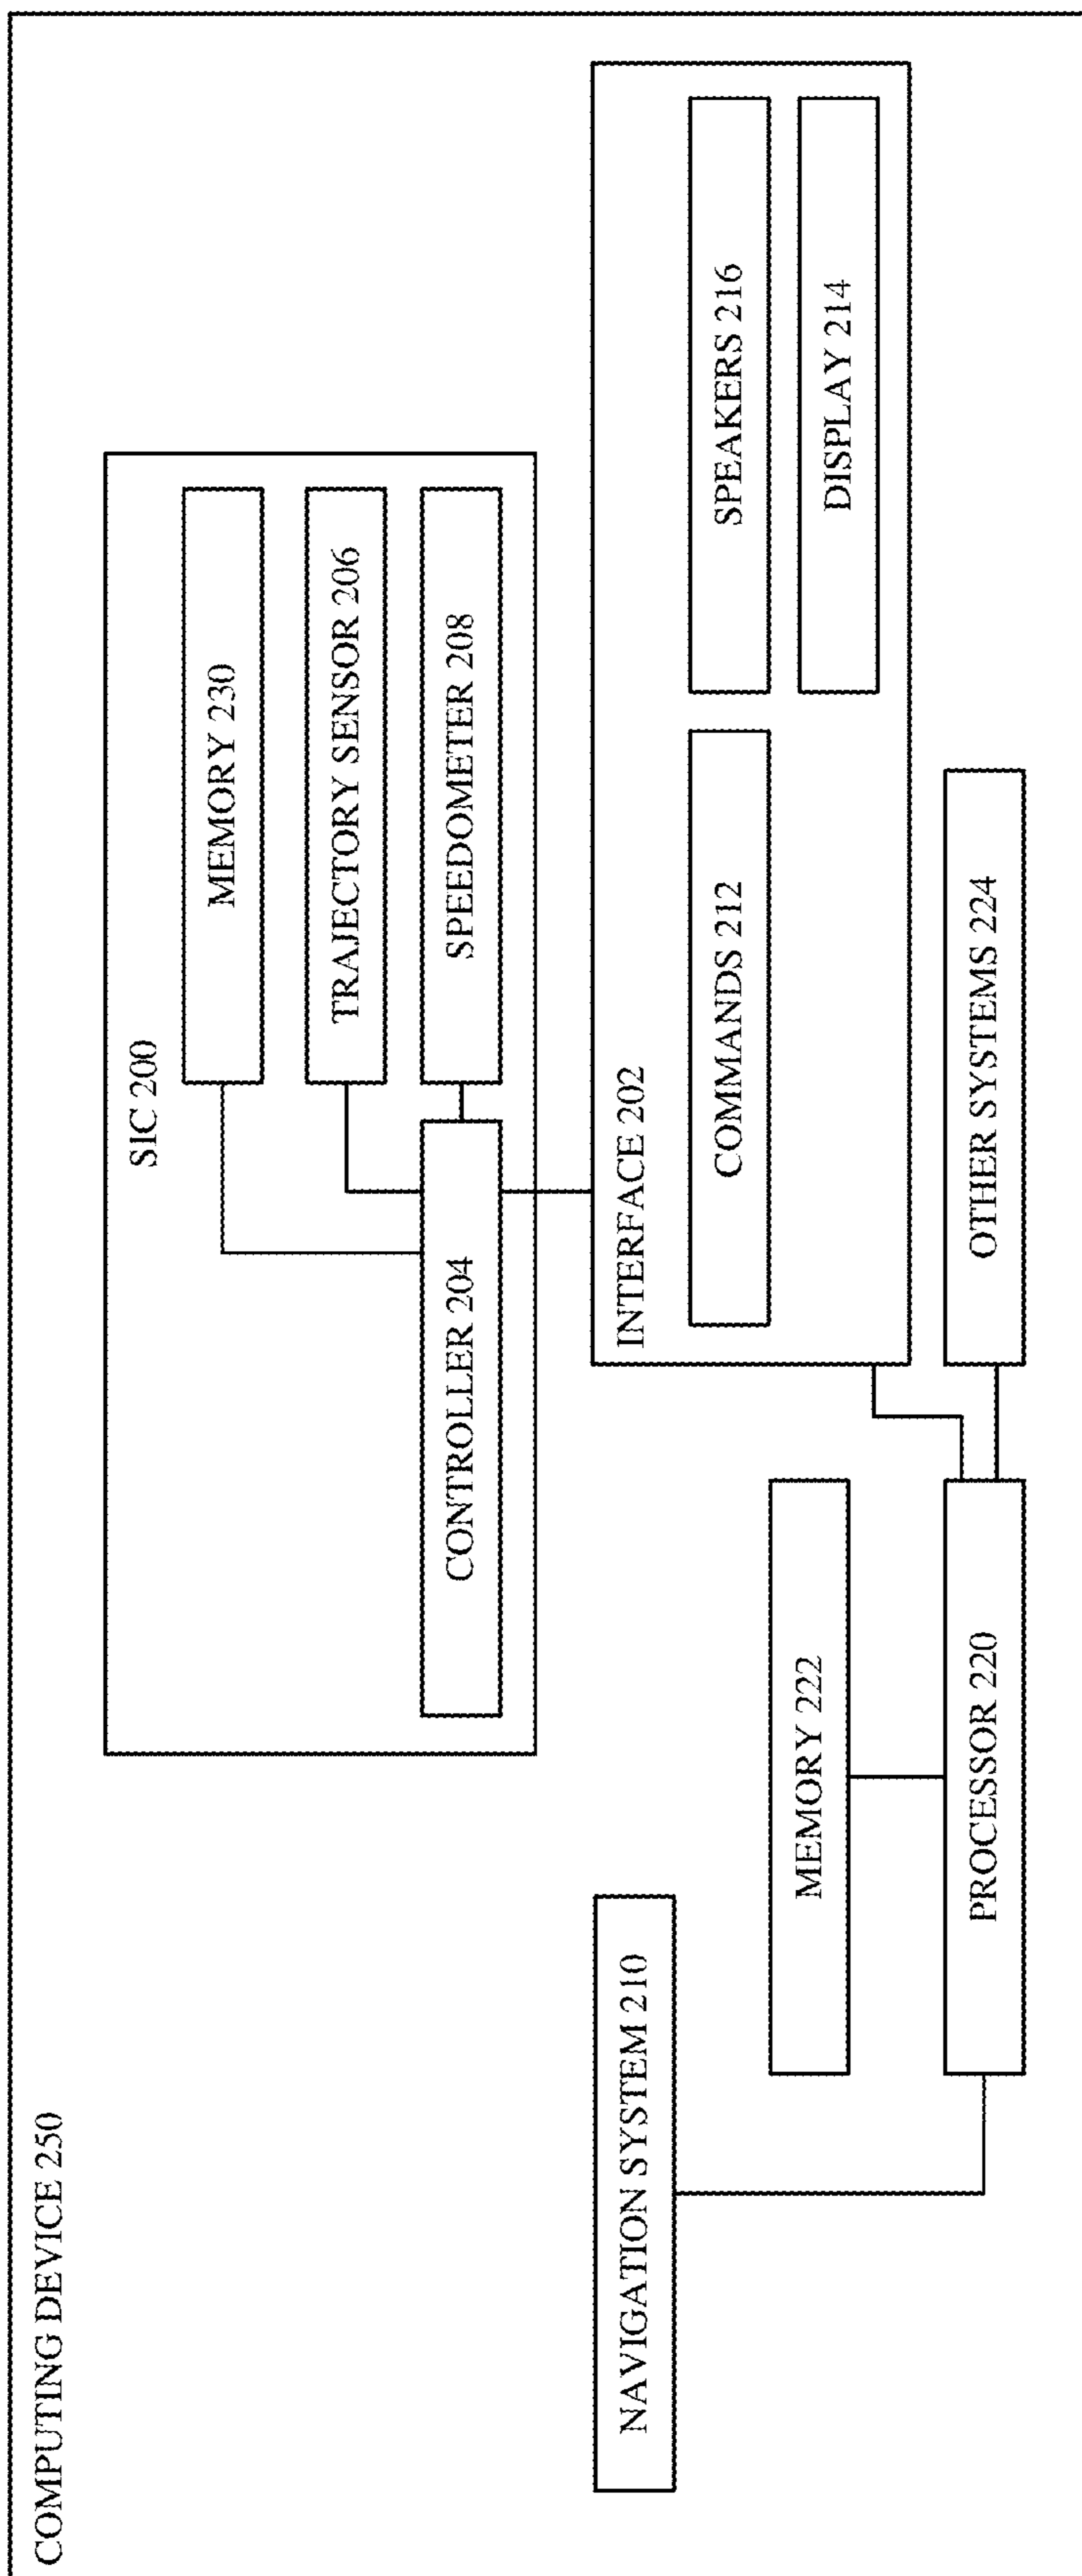 COMPUTING DEVICE 250
SIC 200
MEMORY 230
TRAJECTORY SENSOR 206
CONTROLLER 204
SPEEDOMETER 208
NAVIGATION SYSTEM 210
INTERFACE 202
COMMANDS 212
SPEAKERS 216
MEMORY 222
DISPLAY 214
PROCESSOR 220
OTHER SYSTEMS 224